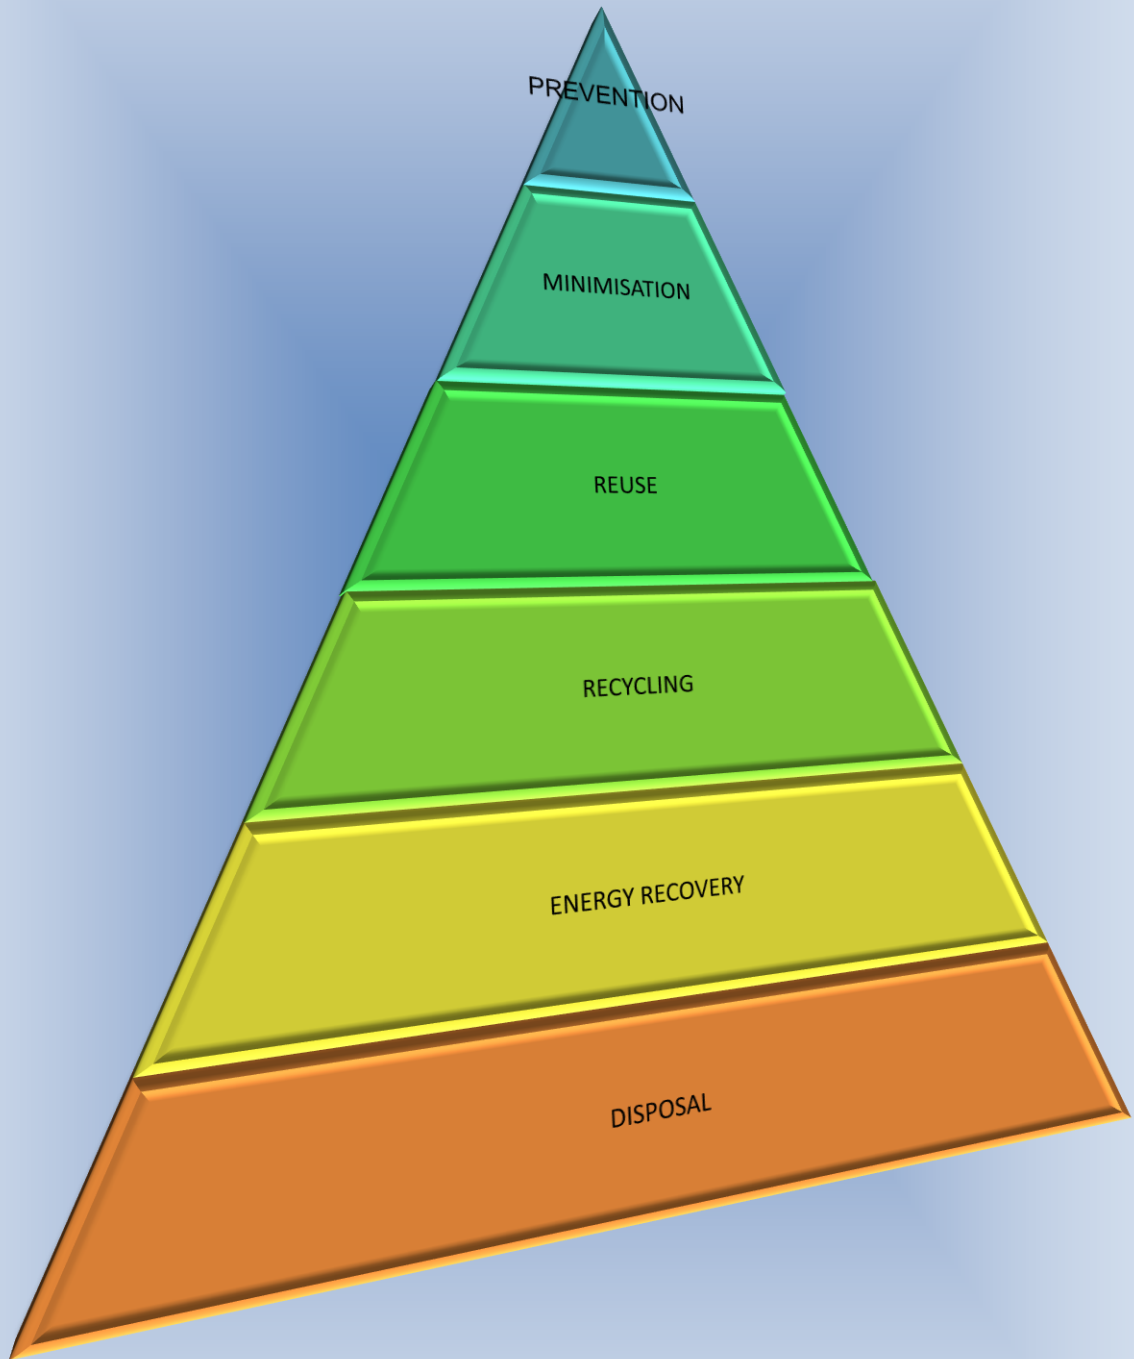 PREVENTION
MINIMISATION
REUSE
RECYCLING
ENERGY RECOVERY
DISPOSAL